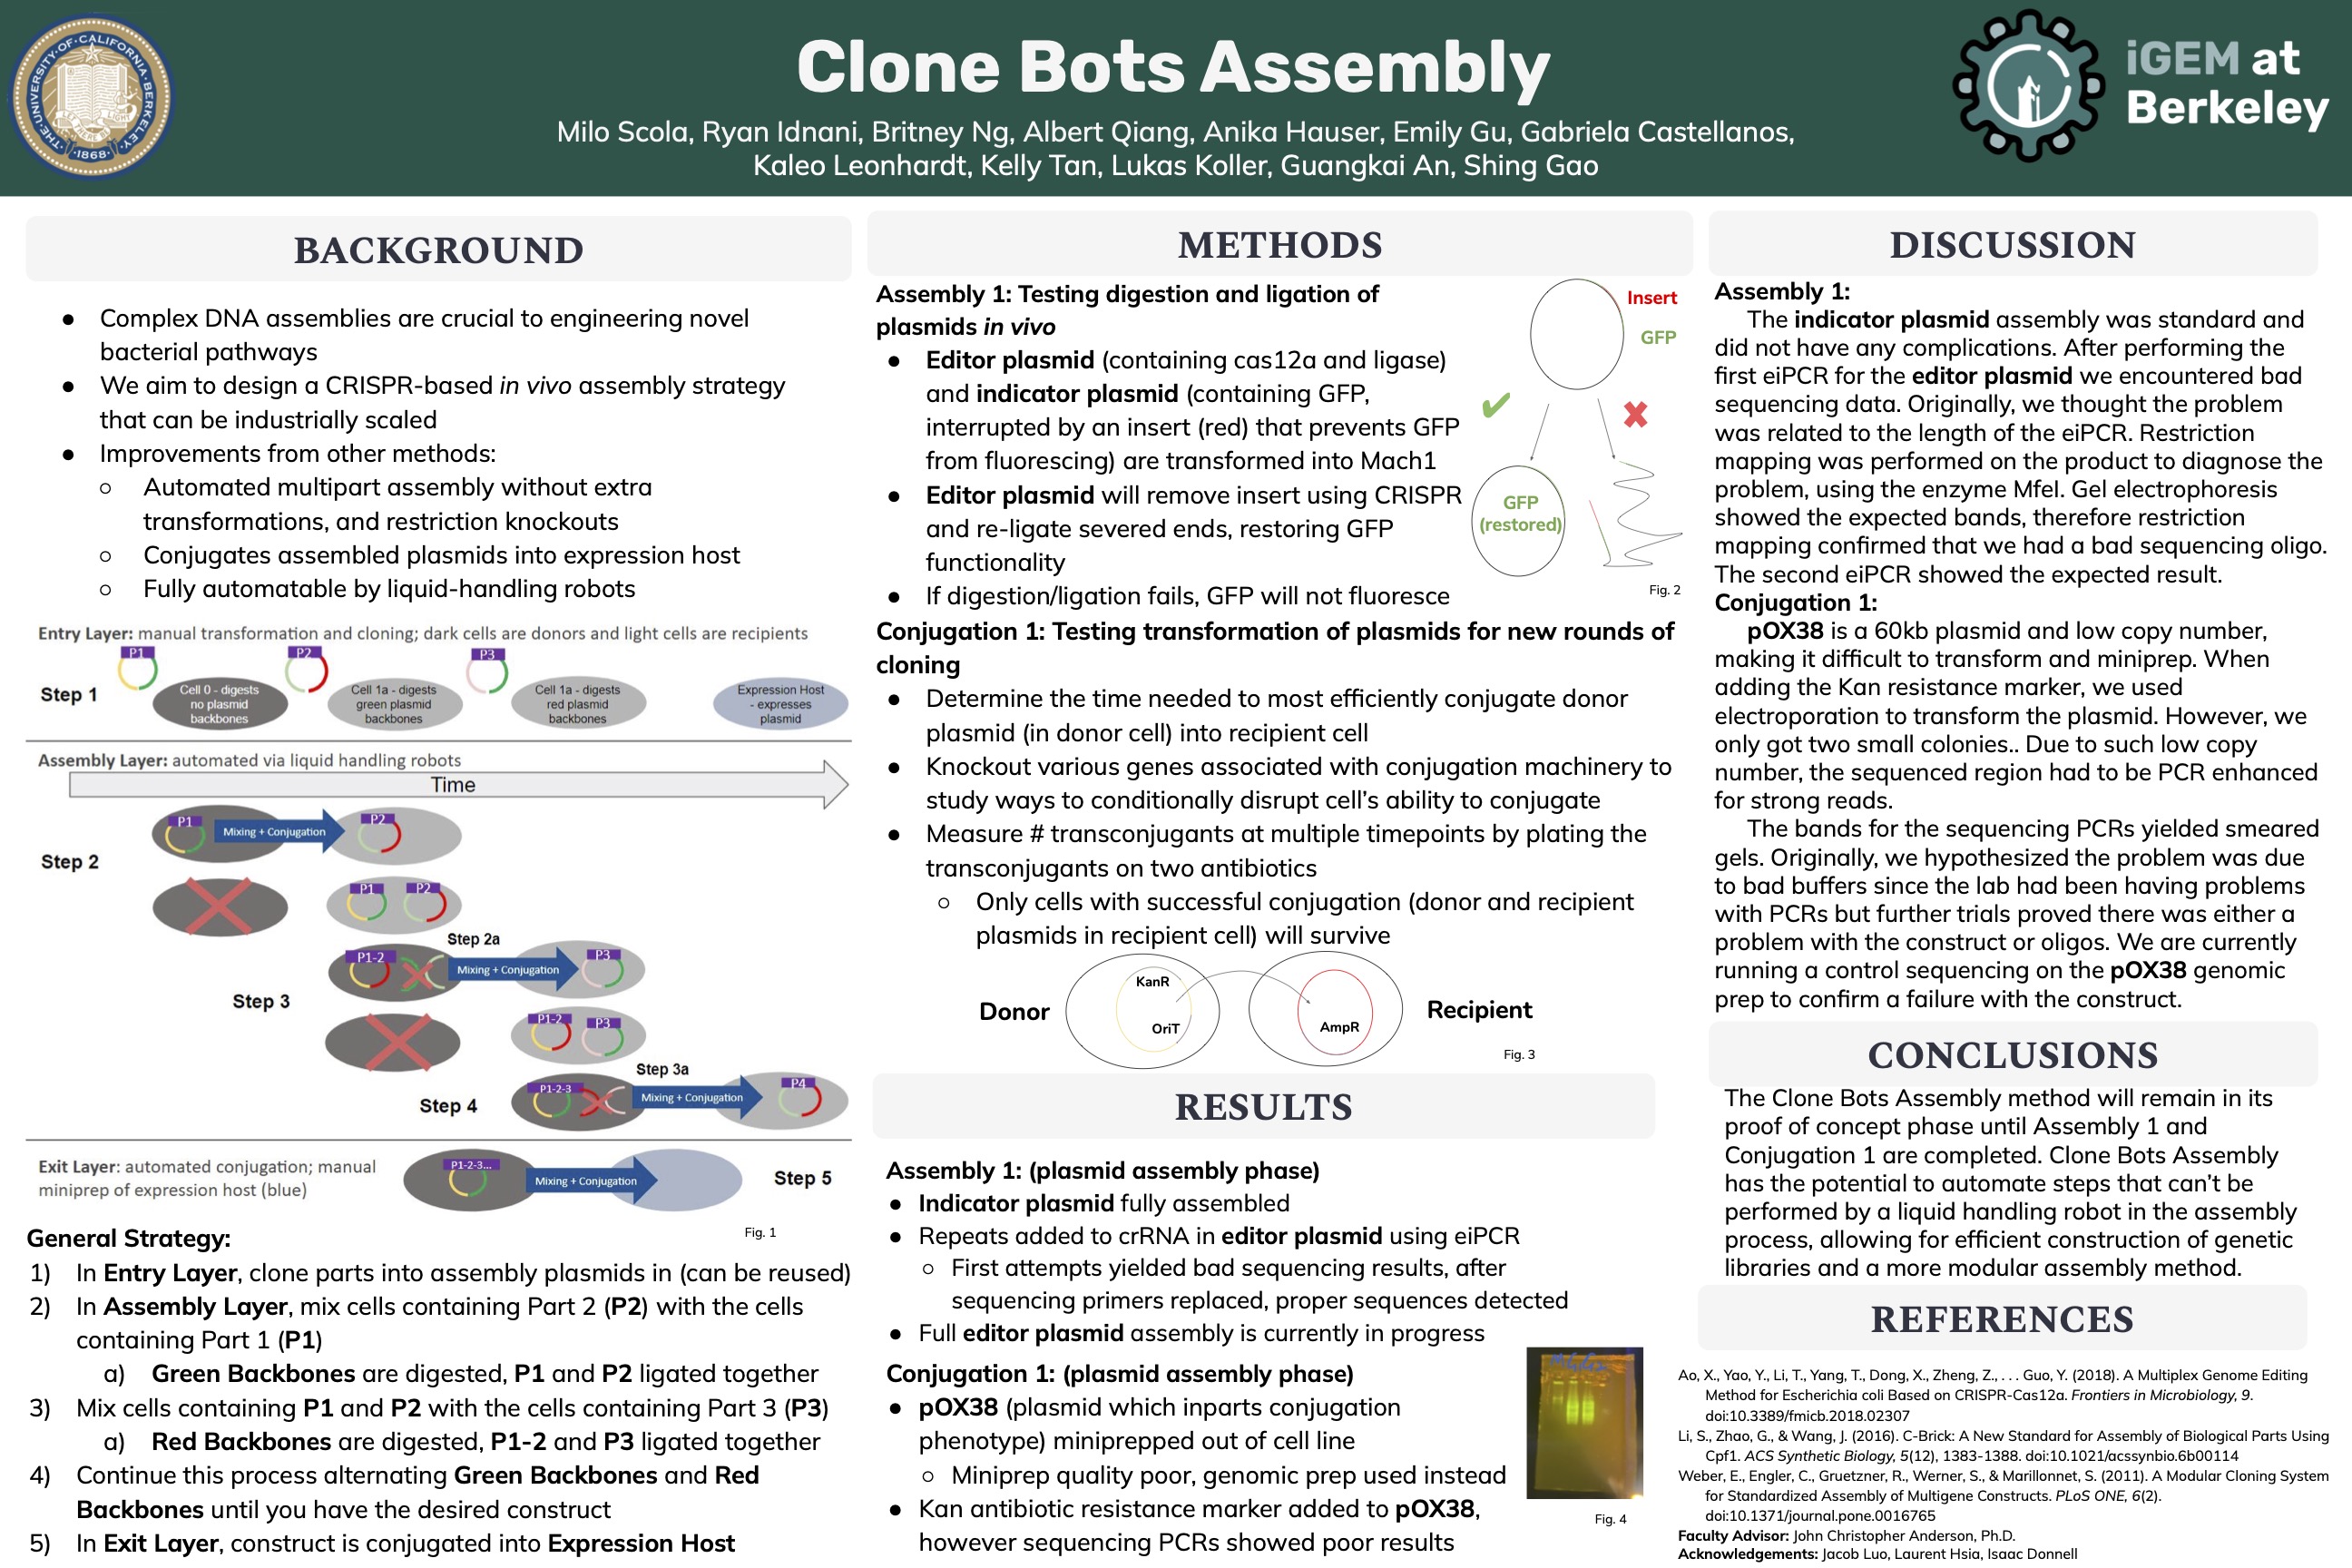 THE·UNIVERSITY·OF·CALIFORNIA·BERKELEY
LET THERE BE LIGHT
·1868·
Clone Bots Assembly
Milo Scola, Ryan Idnani, Britney Ng, Albert Qiang, Anika Hauser, Emily Gu, Gabriela Castellanos,
Kaleo Leonhardt, Kelly Tan, Lukas Koller, Guangkai An, Shing Gao
iGEM at
Berkeley
BACKGROUND
● Complex DNA assemblies are crucial to engineering novel
bacterial pathways
● We aim to design a CRISPR-based in vivo assembly strategy
that can be industrially scaled
● Improvements from other methods:
○ Automated multipart assembly without extra
transformations, and restriction knockouts
○ Conjugates assembled plasmids into expression host
○ Fully automatable by liquid-handling robots
Entry Layer: manual transformation and cloning; dark cells are donors and light cells are recipients
P1
P2
P3
Step 1
Cell 0 - digests
no plasmid
backbones
Cell 1a - digests
green plasmid
backbones
Cell 1a - digests
red plasmid
backbones
Expression Host
- expresses
plasmid
Assembly Layer: automated via liquid handling robots
Time
P1
Mixing + Conjugation
P2
Step 2
P1
P2
Step 2a
P1-2
Mixing + Conjugation
P3
Step 3
P1-2
P3
Step 3a
P1-2-3
Mixing + Conjugation
P4
Step 4
Exit Layer: automated conjugation; manual
miniprep of expression host (blue)
P1-2-3...
Mixing + Conjugation
Step 5
Fig. 1
General Strategy:
1) In Entry Layer, clone parts into assembly plasmids in (can be reused)
2) In Assembly Layer, mix cells containing Part 2 (P2) with the cells
containing Part 1 (P1)
a) Green Backbones are digested, P1 and P2 ligated together
3) Mix cells containing P1 and P2 with the cells containing Part 3 (P3)
a) Red Backbones are digested, P1-2 and P3 ligated together
4) Continue this process alternating Green Backbones and Red
Backbones until you have the desired construct
5) In Exit Layer, construct is conjugated into Expression Host
METHODS
Assembly 1: Testing digestion and ligation of
plasmids in vivo
● Editor plasmid (containing cas12a and ligase)
and indicator plasmid (containing GFP,
interrupted by an insert (red) that prevents GFP
from fluorescing) are transformed into Mach1
● Editor plasmid will remove insert using CRISPR
and re-ligate severed ends, restoring GFP
functionality
● If digestion/ligation fails, GFP will not fluoresce
Insert
GFP
✔
✘
GFP
(restored)
Fig. 2
Conjugation 1: Testing transformation of plasmids for new rounds of
cloning
● Determine the time needed to most efficiently conjugate donor
plasmid (in donor cell) into recipient cell
● Knockout various genes associated with conjugation machinery to
study ways to conditionally disrupt cell's ability to conjugate
● Measure # transconjugants at multiple timepoints by plating the
transconjugants on two antibiotics
○ Only cells with successful conjugation (donor and recipient
plasmids in recipient cell) will survive
Donor
KanR
OriT
AmpR
Recipient
Fig. 3
RESULTS
Assembly 1: (plasmid assembly phase)
● Indicator plasmid fully assembled
● Repeats added to crRNA in editor plasmid using eiPCR
○ First attempts yielded bad sequencing results, after
sequencing primers replaced, proper sequences detected
● Full editor plasmid assembly is currently in progress
Conjugation 1: (plasmid assembly phase)
● pOX38 (plasmid which inparts conjugation
phenotype) miniprepped out of cell line
○ Miniprep quality poor, genomic prep used instead
● Kan antibiotic resistance marker added to pOX38,
however sequencing PCRs showed poor results
Fig. 4
DISCUSSION
Assembly 1:
The indicator plasmid assembly was standard and
did not have any complications. After performing the
first eiPCR for the editor plasmid we encountered bad
sequencing data. Originally, we thought the problem
was related to the length of the eiPCR. Restriction
mapping was performed on the product to diagnose the
problem, using the enzyme MfeI. Gel electrophoresis
showed the expected bands, therefore restriction
mapping confirmed that we had a bad sequencing oligo.
The second eiPCR showed the expected result.
Conjugation 1:
pOX38 is a 60kb plasmid and low copy number,
making it difficult to transform and miniprep. When
adding the Kan resistance marker, we used
electroporation to transform the plasmid. However, we
only got two small colonies.. Due to such low copy
number, the sequenced region had to be PCR enhanced
for strong reads.
The bands for the sequencing PCRs yielded smeared
gels. Originally, we hypothesized the problem was due
to bad buffers since the lab had been having problems
with PCRs but further trials proved there was either a
problem with the construct or oligos. We are currently
running a control sequencing on the pOX38 genomic
prep to confirm a failure with the construct.
CONCLUSIONS
The Clone Bots Assembly method will remain in its
proof of concept phase until Assembly 1 and
Conjugation 1 are completed. Clone Bots Assembly
has the potential to automate steps that can't be
performed by a liquid handling robot in the assembly
process, allowing for efficient construction of genetic
libraries and a more modular assembly method.
REFERENCES
Ao, X., Yao, Y., Li, T., Yang, T., Dong, X., Zheng, Z., . . . Guo, Y. (2018). A Multiplex Genome Editing
Method for Escherichia coli Based on CRISPR-Cas12a. Frontiers in Microbiology, 9.
doi:10.3389/fmicb.2018.02307
Li, S., Zhao, G., & Wang, J. (2016). C-Brick: A New Standard for Assembly of Biological Parts Using
Cpf1. ACS Synthetic Biology, 5(12), 1383-1388. doi:10.1021/acssynbio.6b00114
Weber, E., Engler, C., Gruetzner, R., Werner, S., & Marillonnet, S. (2011). A Modular Cloning System
for Standardized Assembly of Multigene Constructs. PLoS ONE, 6(2).
doi:10.1371/journal.pone.0016765
Faculty Advisor: John Christopher Anderson, Ph.D.
Acknowledgements: Jacob Luo, Laurent Hsia, Isaac Donnell